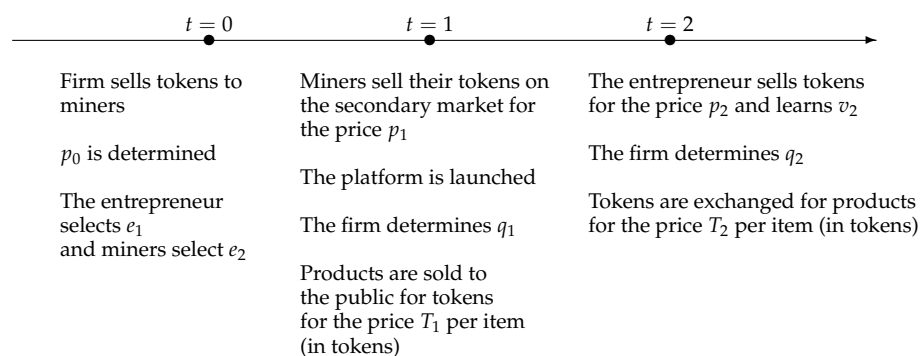 t = 0
t = 1
t = 2
Firm sells tokens to
miners
p₀ is determined
The entrepreneur
selects e₁
and miners select e₂
Miners sell their tokens on
the secondary market for
the price p₁
The platform is launched
The firm determines q₁
Products are sold to
the public for tokens
for the price T₁ per item
(in tokens)
The entrepreneur sells tokens
for the price p₂ and learns v₂
The firm determines q₂
Tokens are exchanged for products
for the price T₂ per item (in tokens)